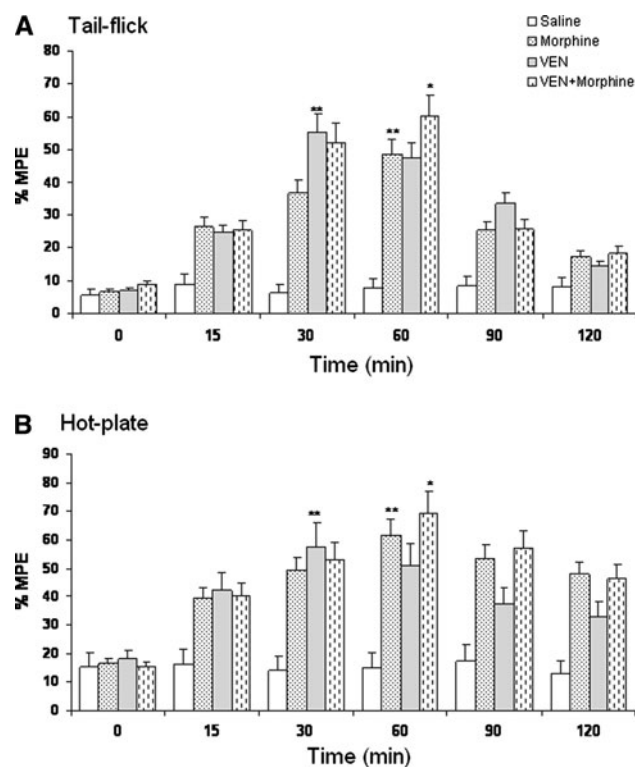 A
Tail-flick
Saline
Morphine
VEN
VEN+Morphine
80
70
60
50
40
30
20
10
0
% MPE
** ** *
0 15 30 60 90 120
Time (min)
B
Hot-plate
90
80
70
60
50
40
30
20
10
0
% MPE
** ** *
0 15 30 60 90 120
Time (min)